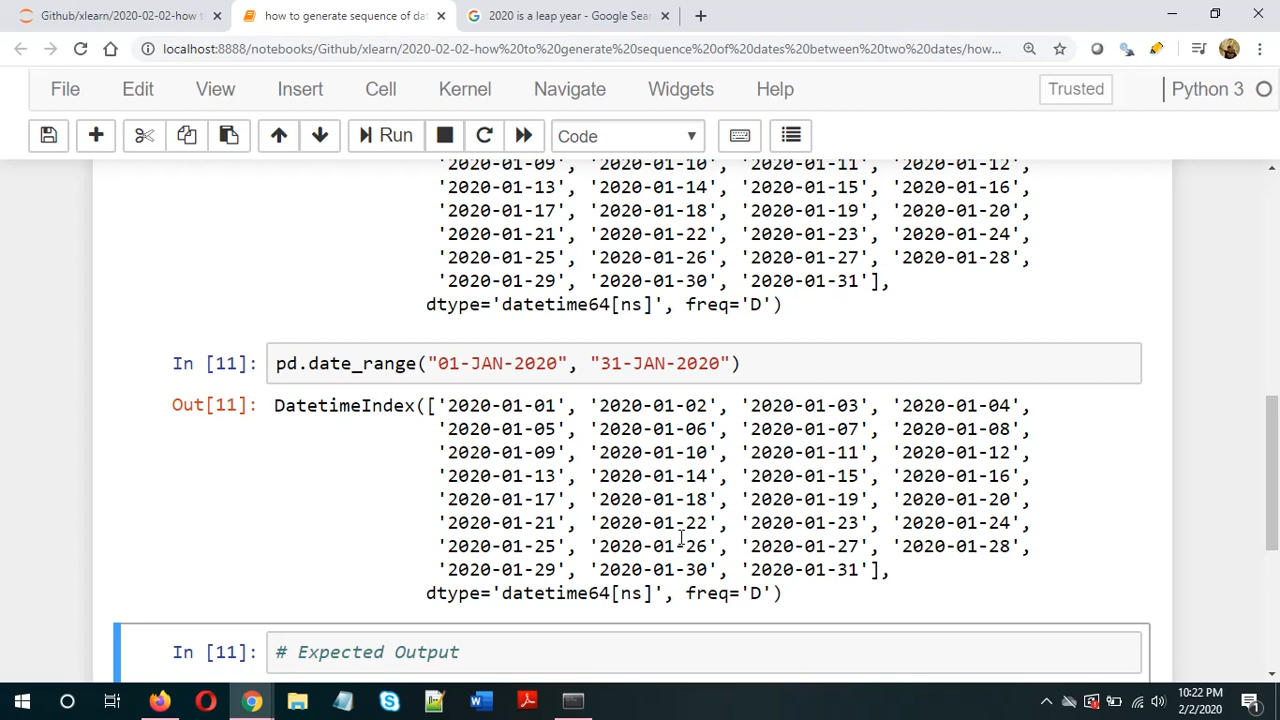 Github/xlearn/2020-02-02-how t
how to generate sequence of dat
2020 is a leap year - Google Sear
localhost:8888/notebooks/Github/xlearn/2020-02-02-how%20to%20generate%20sequence%20of%20dates%20between%20two%20dates/how...
File Edit View Insert Cell Kernel Navigate Widgets Help Trusted Python 3
Run Code
'2020-01-09', '2020-01-10', '2020-01-11', '2020-01-12',
'2020-01-13', '2020-01-14', '2020-01-15', '2020-01-16',
'2020-01-17', '2020-01-18', '2020-01-19', '2020-01-20',
'2020-01-21', '2020-01-22', '2020-01-23', '2020-01-24',
'2020-01-25', '2020-01-26', '2020-01-27', '2020-01-28',
'2020-01-29', '2020-01-30', '2020-01-31'],
dtype='datetime64[ns]', freq='D')
In [11]: pd.date_range("01-JAN-2020", "31-JAN-2020")
Out[11]: DatetimeIndex(['2020-01-01', '2020-01-02', '2020-01-03', '2020-01-04',
'2020-01-05', '2020-01-06', '2020-01-07', '2020-01-08',
'2020-01-09', '2020-01-10', '2020-01-11', '2020-01-12',
'2020-01-13', '2020-01-14', '2020-01-15', '2020-01-16',
'2020-01-17', '2020-01-18', '2020-01-19', '2020-01-20',
'2020-01-21', '2020-01-22', '2020-01-23', '2020-01-24',
'2020-01-25', '2020-01-26', '2020-01-27', '2020-01-28',
'2020-01-29', '2020-01-30', '2020-01-31'],
dtype='datetime64[ns]', freq='D')
In [11]: # Expected Output
10:22 PM
2/2/2020